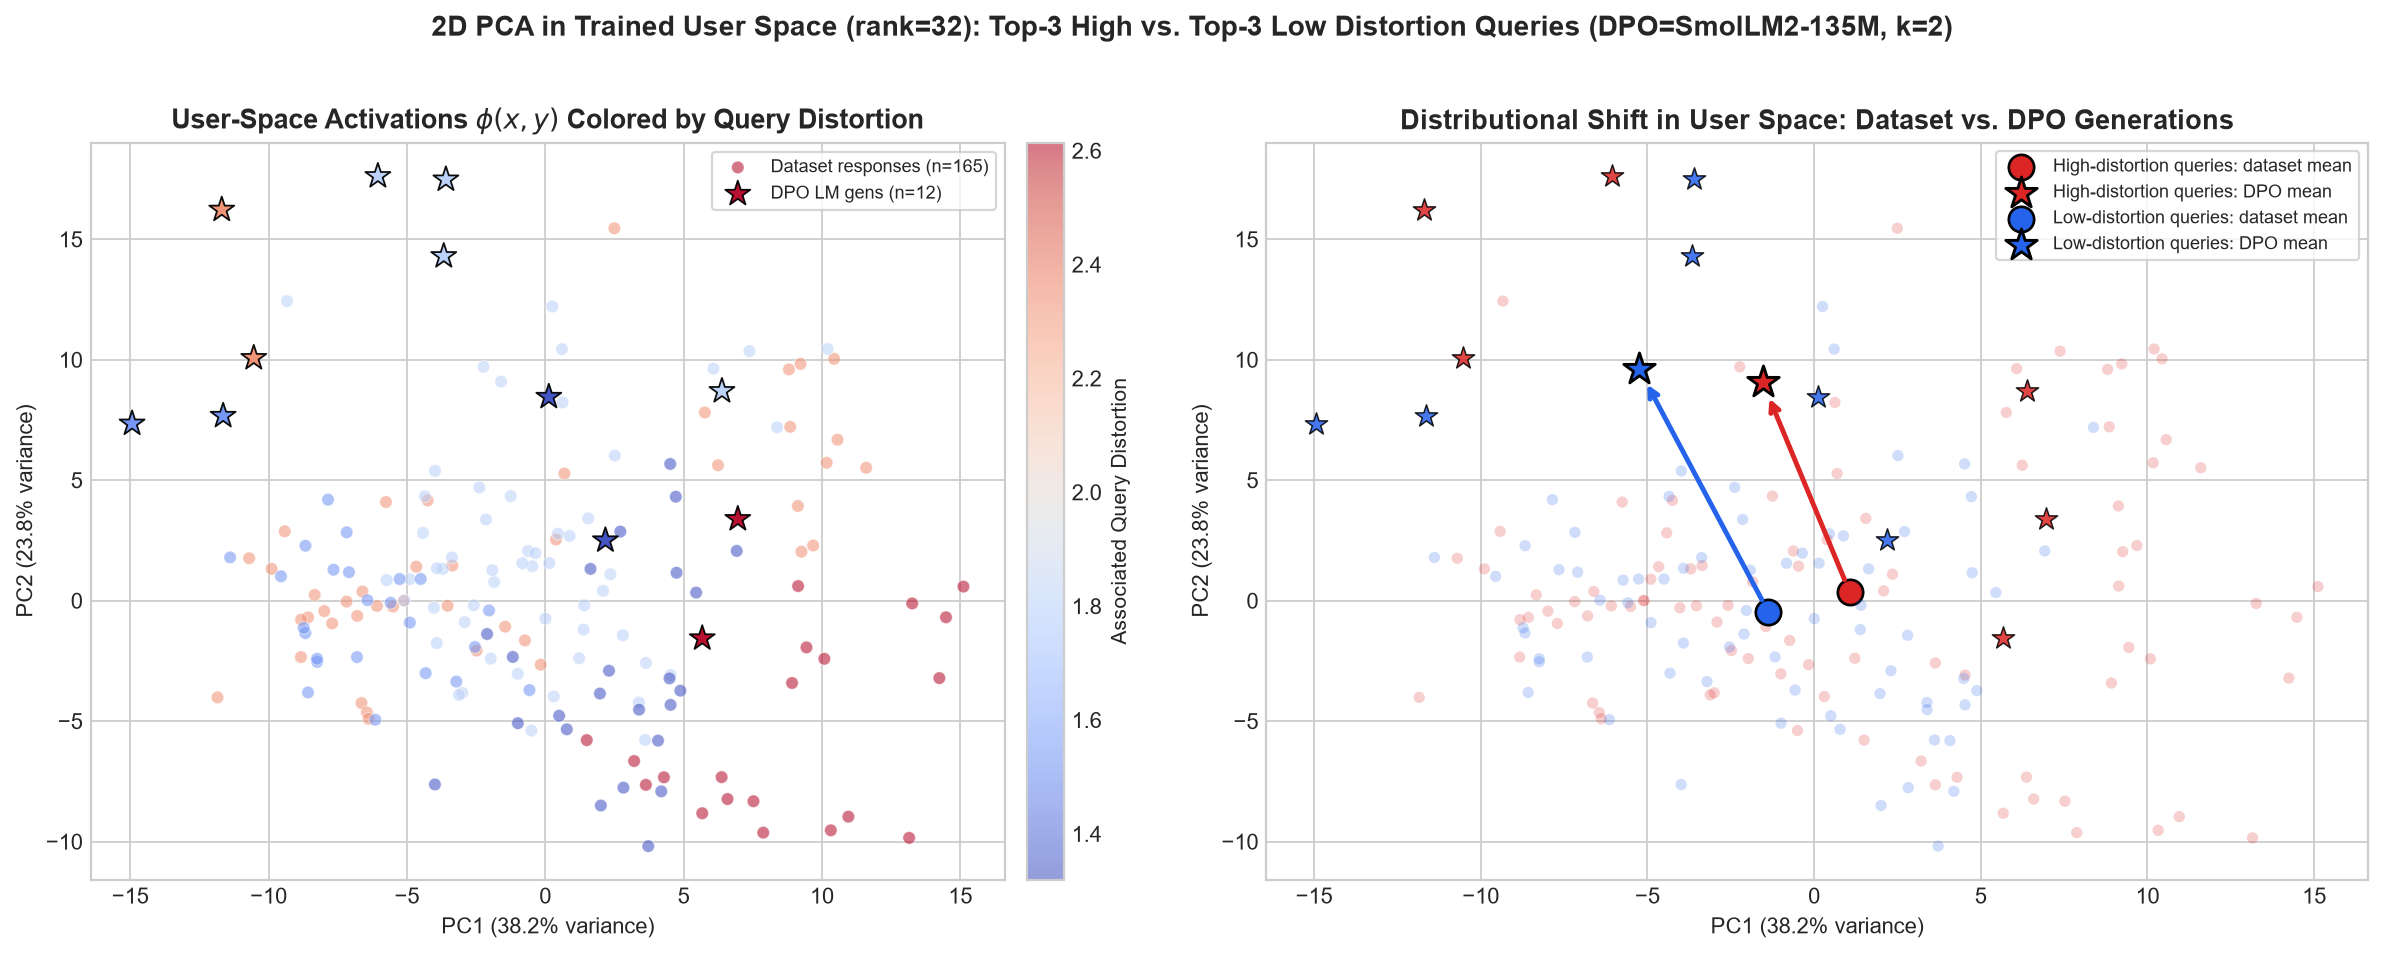 2D PCA in Trained User Space (rank=32): Top-3 High vs. Top-3 Low Distortion Queries (DPO=SmolLM2-135M, k=2)
User-Space Activations ϕ(x, y) Colored by Query Distortion
Dataset responses (n=165)
DPO LM gens (n=12)
PC2 (23.8% variance)
15
10
5
0
−5
−10
−15
−10
−5
0
5
10
15
PC1 (38.2% variance)
2.6
2.4
2.2
2.0
1.8
1.6
1.4
Associated Query Distortion
Distributional Shift in User Space: Dataset vs. DPO Generations
High-distortion queries: dataset mean
High-distortion queries: DPO mean
Low-distortion queries: dataset mean
Low-distortion queries: DPO mean
PC2 (23.8% variance)
15
10
5
0
−5
−10
−15
−10
−5
0
5
10
15
PC1 (38.2% variance)